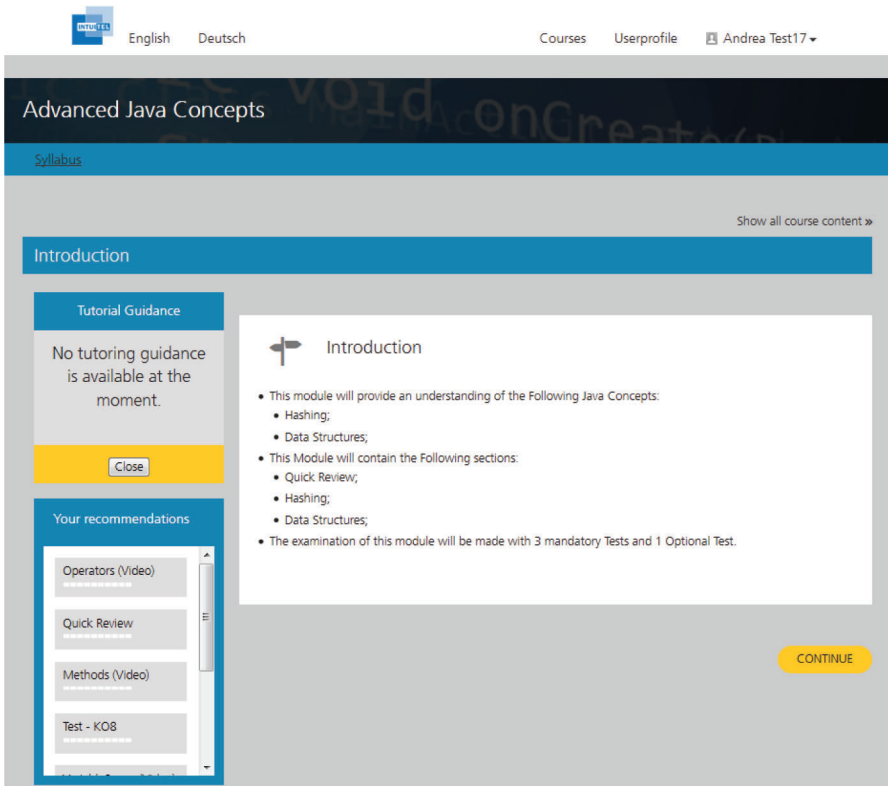 INTUITEL
English Deutsch Courses Userprofile Andrea Test17
void onCreate(
Advanced Java Concepts
Syllabus
Show all course content »
Introduction
Tutorial Guidance
No tutoring guidance
is available at the
moment.
Close
Introduction
• This module will provide an understanding of the Following Java Concepts:
• Hashing;
• Data Structures;
• This Module will contain the Following sections:
• Quick Review;
• Hashing;
• Data Structures;
• The examination of this module will be made with 3 mandatory Tests and 1 Optional Test.
CONTINUE
Your recommendations
Operators (Video)
Quick Review
Methods (Video)
Test - KO8